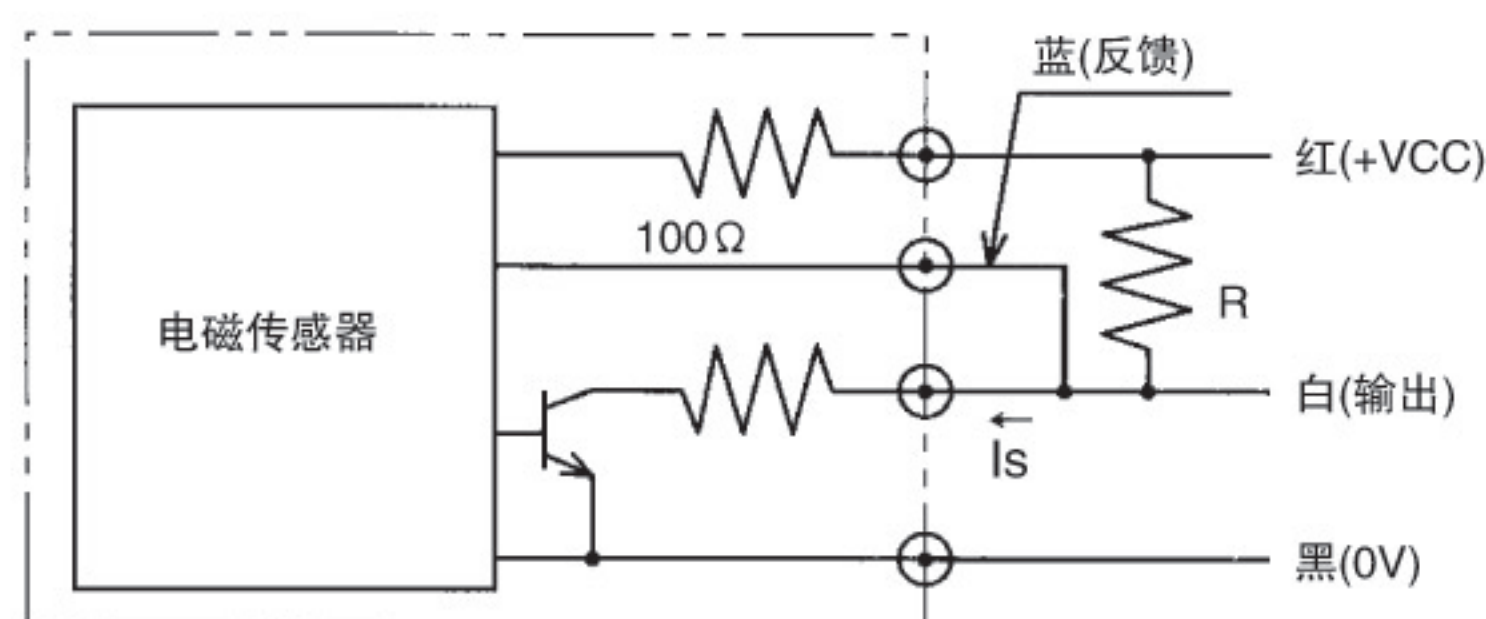 蓝(反馈)
红(+VCC)
100Ω
R
电磁传感器
白(输出)
Is
黑(0V)